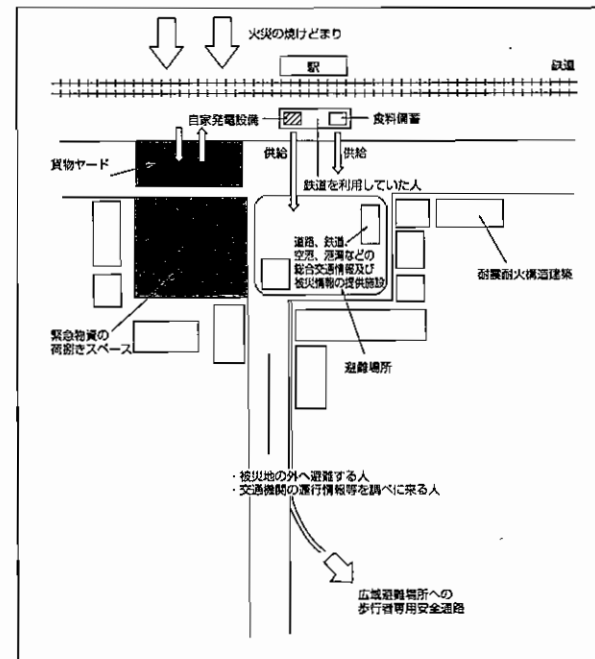 火災の焼けどまり
駅
鉄道
自家発電設備
食料備蓄
供給
供給
貨物ヤード
鉄道を利用していた人
道路、鉄道、
空港、港湾などの
総合交通情報及び
被災情報の提供施設
耐震耐火構造建築
緊急物資の
荷捌きスペース
避難場所
・被災地の外へ避難する人
・交通機関の運行情報等を調べに来る人
広域避難場所への
歩行者専用安全通路